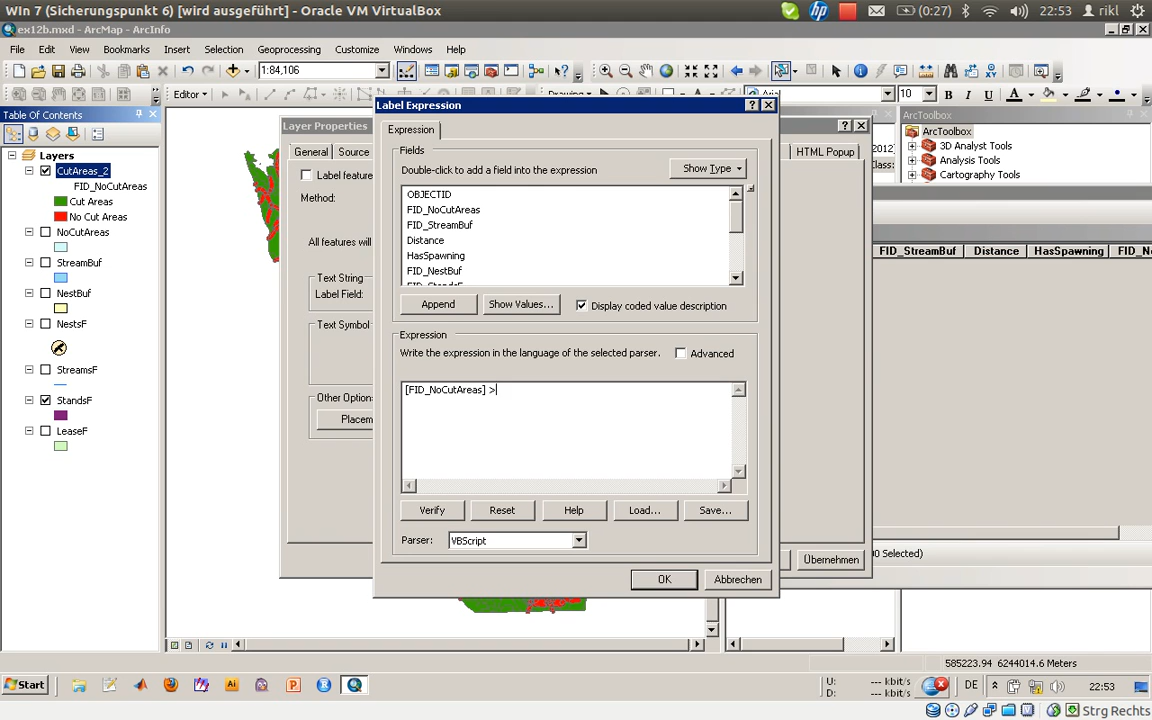 WIn 7 (Sicherungspunkt 6) [wird ausgeführt] - Oracle VM VirtualBox
(0:27)
22:53
rikl
ex12b.mxd - ArcMap - ArcInfo
File Edit View Bookmarks Insert Selection Geoprocessing Customize Windows Help
1:84,106
Editor
Drawing
10
B I U A
Table Of Contents
Layers
CutAreas_2
FID_NoCutAreas
Cut Areas
No Cut Areas
NoCutAreas
StreamBuf
NestBuf
NestsF
StreamsF
StandsF
LeaseF
Layer Properties
General Source
HTML Popup
Label feature
Method:
All features will
Text String
Label Field:
Text Symbol
Other Option
Placem
Übernehmen
Label Expression
Expression
Fields
Double-click to add a field into the expression
Show Type
OBJECTID
FID_NoCutAreas
FID_StreamBuf
Distance
HasSpawning
FID_NestBuf
Append
Show Values...
Display coded value description
Expression
Write the expression in the language of the selected parser.
Advanced
[FID_NoCutAreas] >
Verify Reset Help Load... Save...
Parser: VBScript
OK Abbrechen
ArcToolbox
ArcToolbox
3D Analyst Tools
Analysis Tools
Cartography Tools
2012)
Class:
FID_StreamBuf Distance HasSpawning FID_N
0 Selected)
585223.94 6244014.6 Meters
Start
U: --- kbit/s
D: --- kbit/s
DE
22:53
Strg Rechts